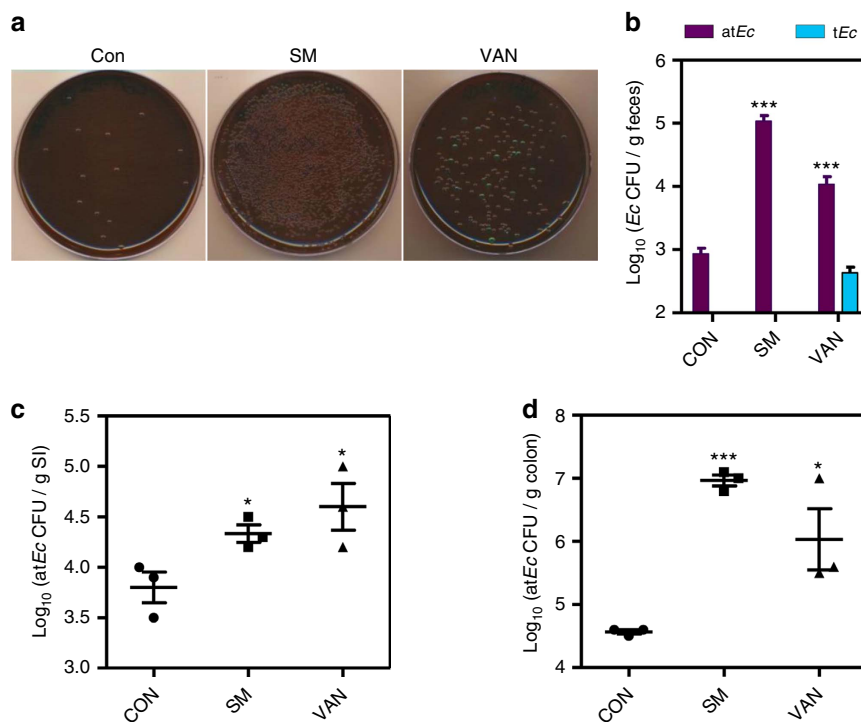 a
Con SM VAN
b
atEc tEc
Log10 (Ec CFU / g feces)
6
5
4
3
2
***
***
CON SM VAN
c
Log10 (atEc CFU / g SI)
5.5
5.0
4.5
4.0
3.5
3.0
*
*
CON SM VAN
d
Log10 (atEc CFU / g colon)
8
7
6
5
4
***
*
CON SM VAN